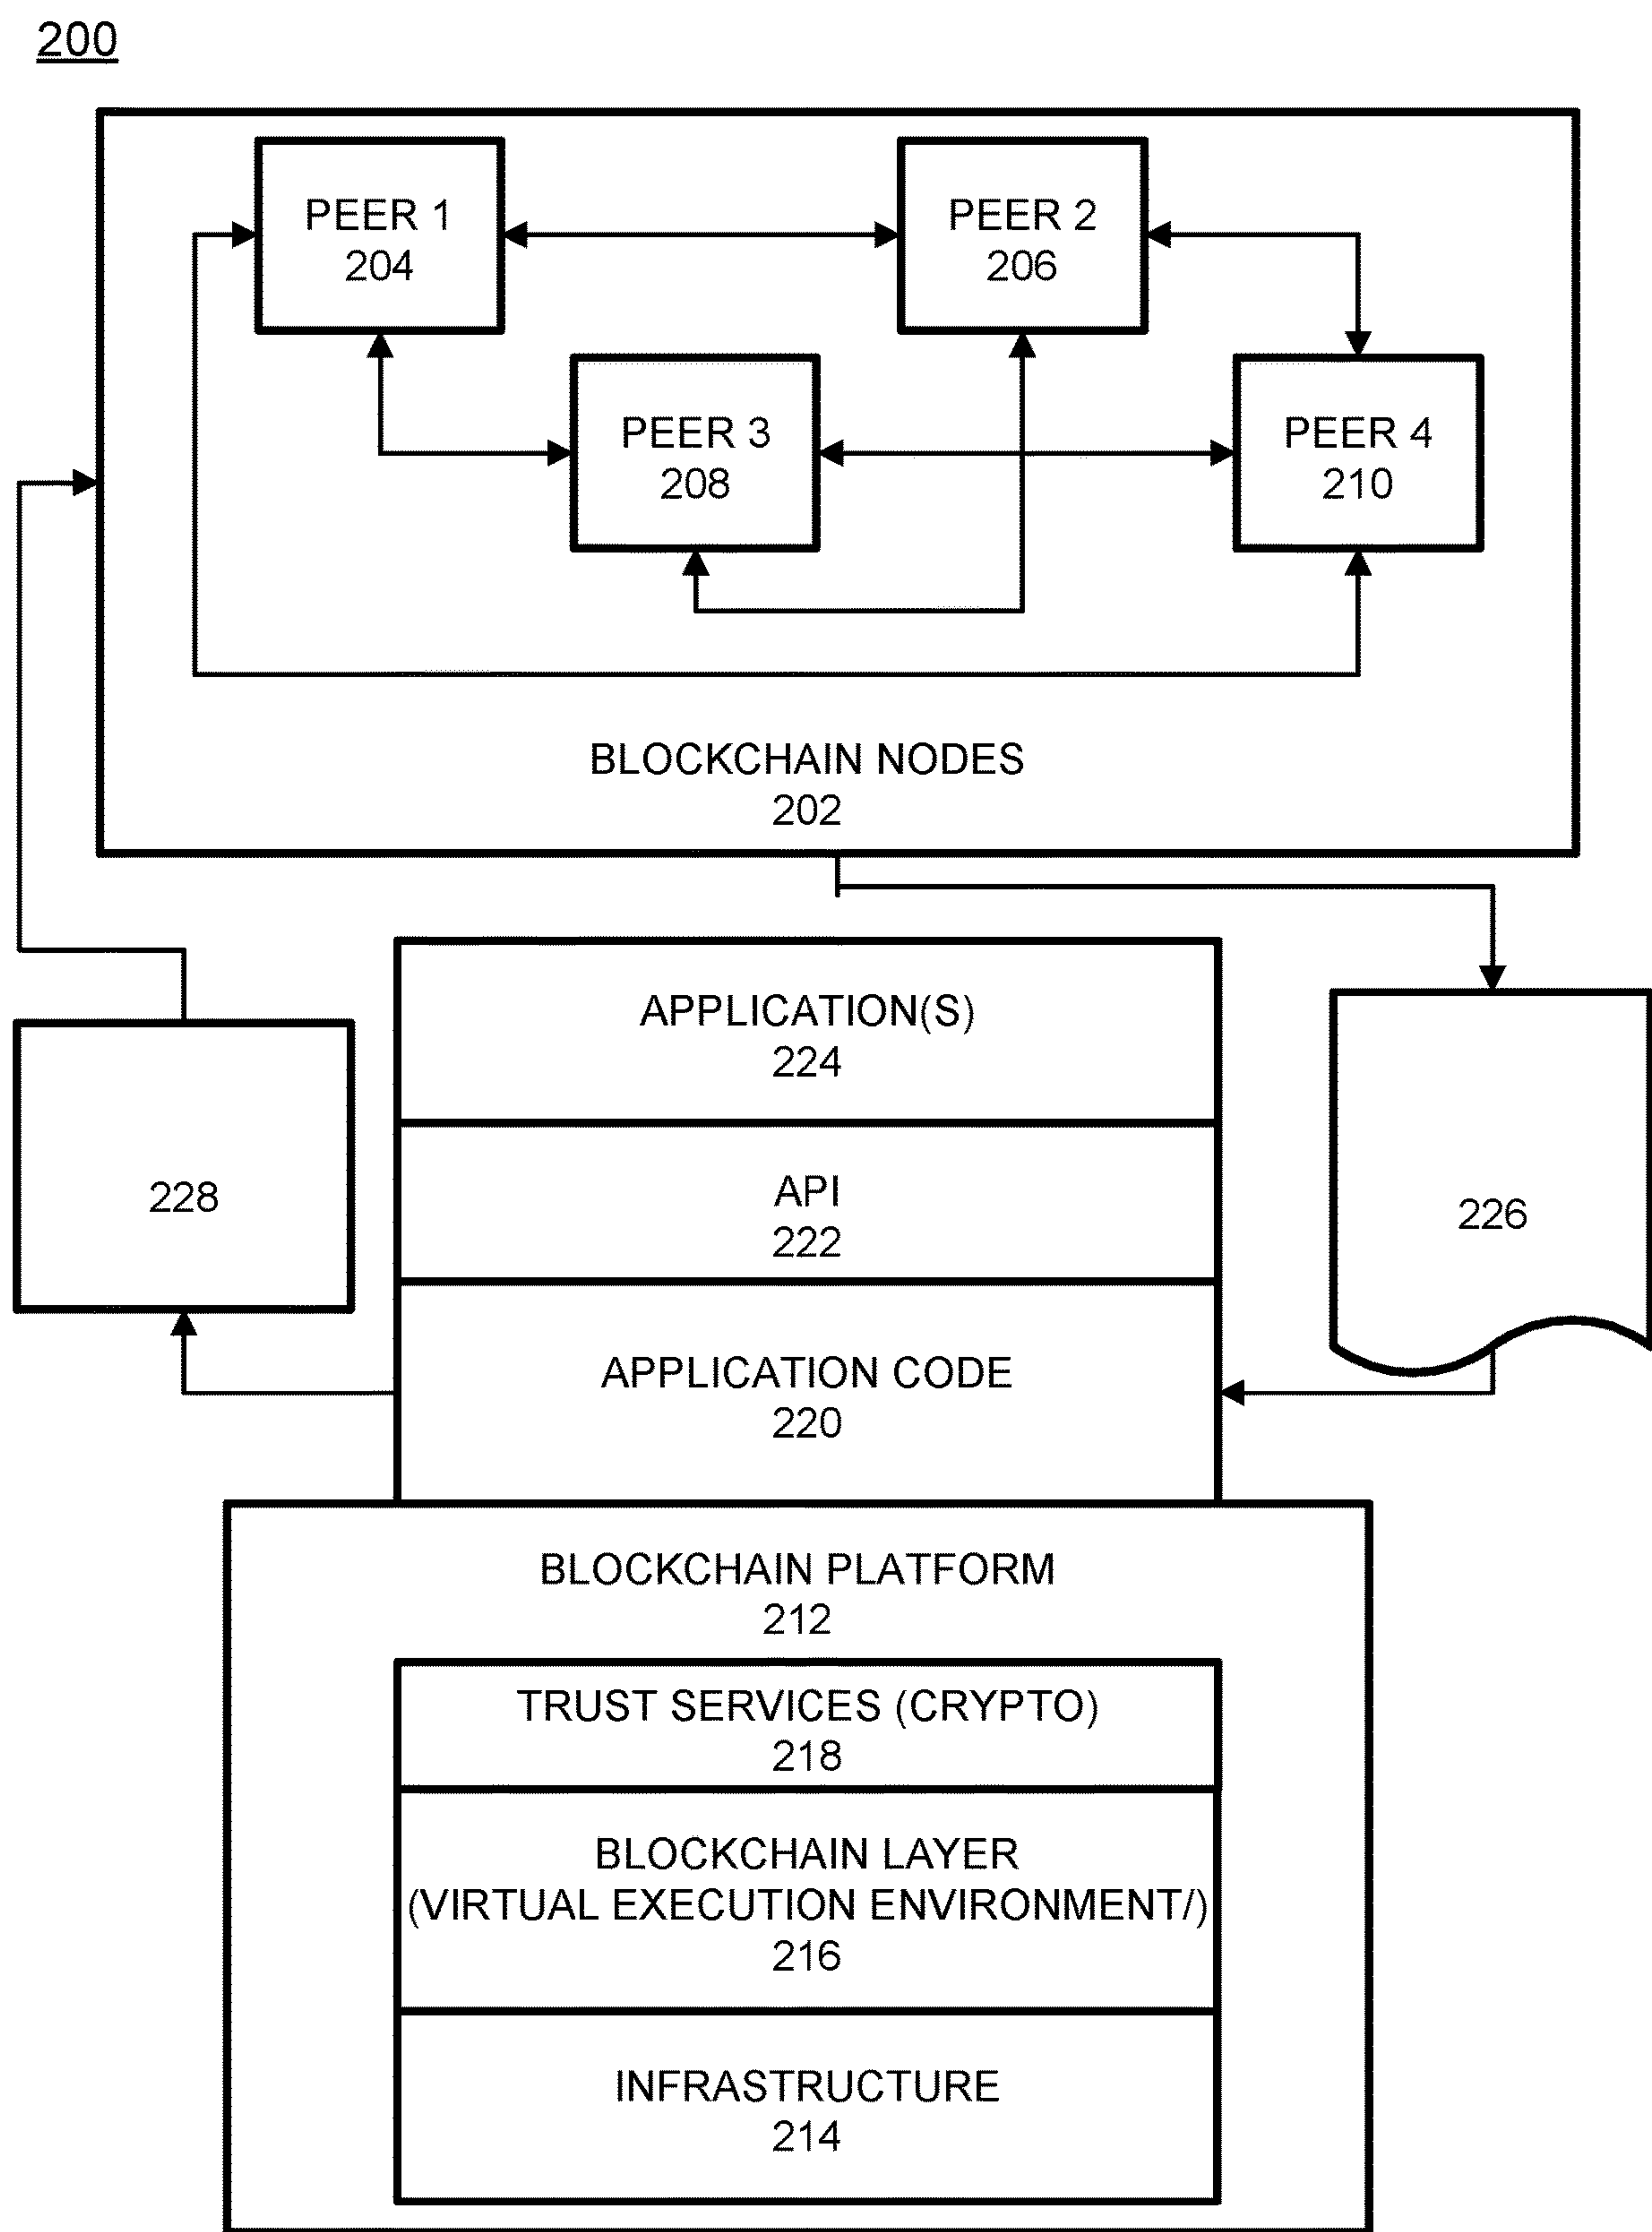 200
PEER 1
204
PEER 2
206
PEER 3
208
PEER 4
210
BLOCKCHAIN NODES
202
APPLICATION(S)
224
API
222
228
226
APPLICATION CODE
220
BLOCKCHAIN PLATFORM
212
TRUST SERVICES (CRYPTO)
218
BLOCKCHAIN LAYER
(VIRTUAL EXECUTION ENVIRONMENT/)
216
INFRASTRUCTURE
214